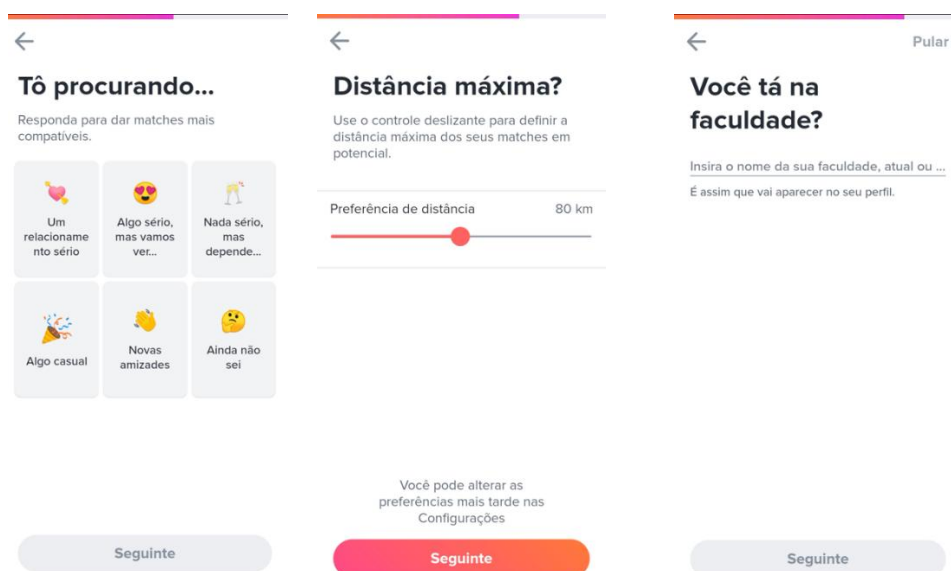 Tô procurando...
Responda para dar matches mais
compatíveis.
Um
relacioname
nto sério
Algo sério,
mas vamos
ver...
Nada sério,
mas
depende...
Algo casual
Novas
amizades
Ainda não
sei
Seguinte
Distância máxima?
Use o controle deslizante para definir a
distância máxima dos seus matches em
potencial.
Preferência de distância 80 km
Você pode alterar as
preferências mais tarde nas
Configurações
Seguinte
Pular
Você tá na
faculdade?
Insira o nome da sua faculdade, atual ou ...
É assim que vai aparecer no seu perfil.
Seguinte